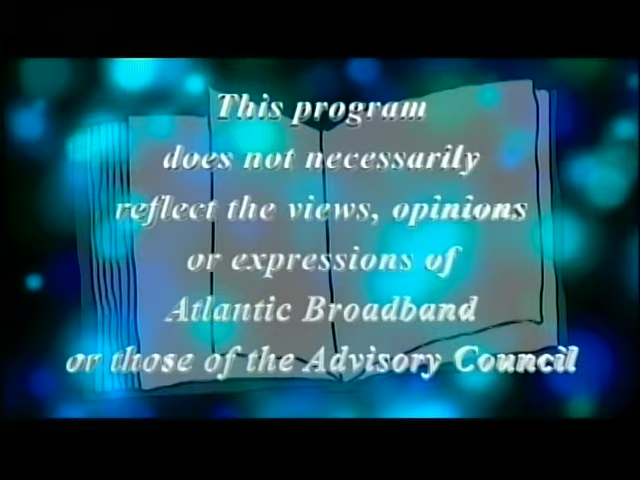 This program
does not necessarily
reflect the views, opinions
or expressions of
Atlantic Broadband
or those of the Advisory Council